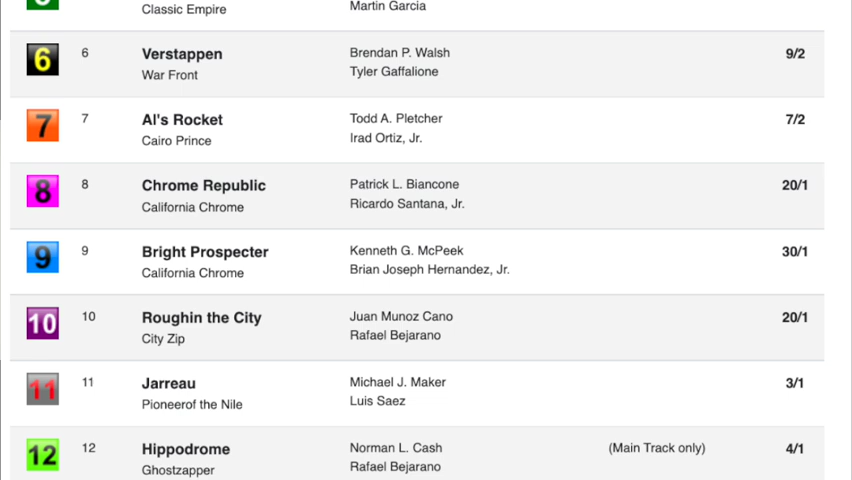 Classic Empire Martin Garcia
6 6 Verstappen Brendan P. Walsh 9/2
War Front Tyler Gaffalione
7 7 Al's Rocket Todd A. Pletcher 7/2
Cairo Prince Irad Ortiz, Jr.
8 8 Chrome Republic Patrick L. Biancone 20/1
California Chrome Ricardo Santana, Jr.
9 9 Bright Prospecter Kenneth G. McPeek 30/1
California Chrome Brian Joseph Hernandez, Jr.
10 10 Roughin the City Juan Munoz Cano 20/1
City Zip Rafael Bejarano
11 11 Jarreau Michael J. Maker 3/1
Pioneerof the Nile Luis Saez
12 12 Hippodrome Norman L. Cash (Main Track only) 4/1
Ghostzapper Rafael Bejarano